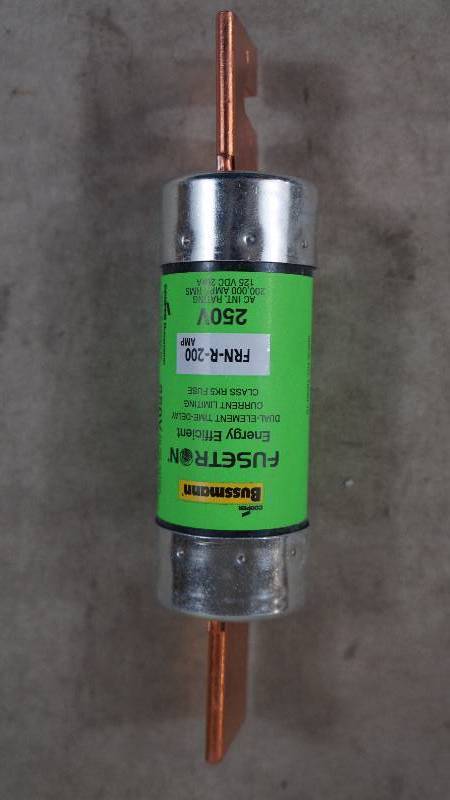 COOPER
Bussmann
FUSETRON
Energy Efficient
DUAL-ELEMENT TIME-DELAY
CURRENT LIMITING
CLASS RK5 FUSE
FRN-R-200
AMP
250V
AC INT. RATING
200,000 AMPS RMS
125 VDC 20kA